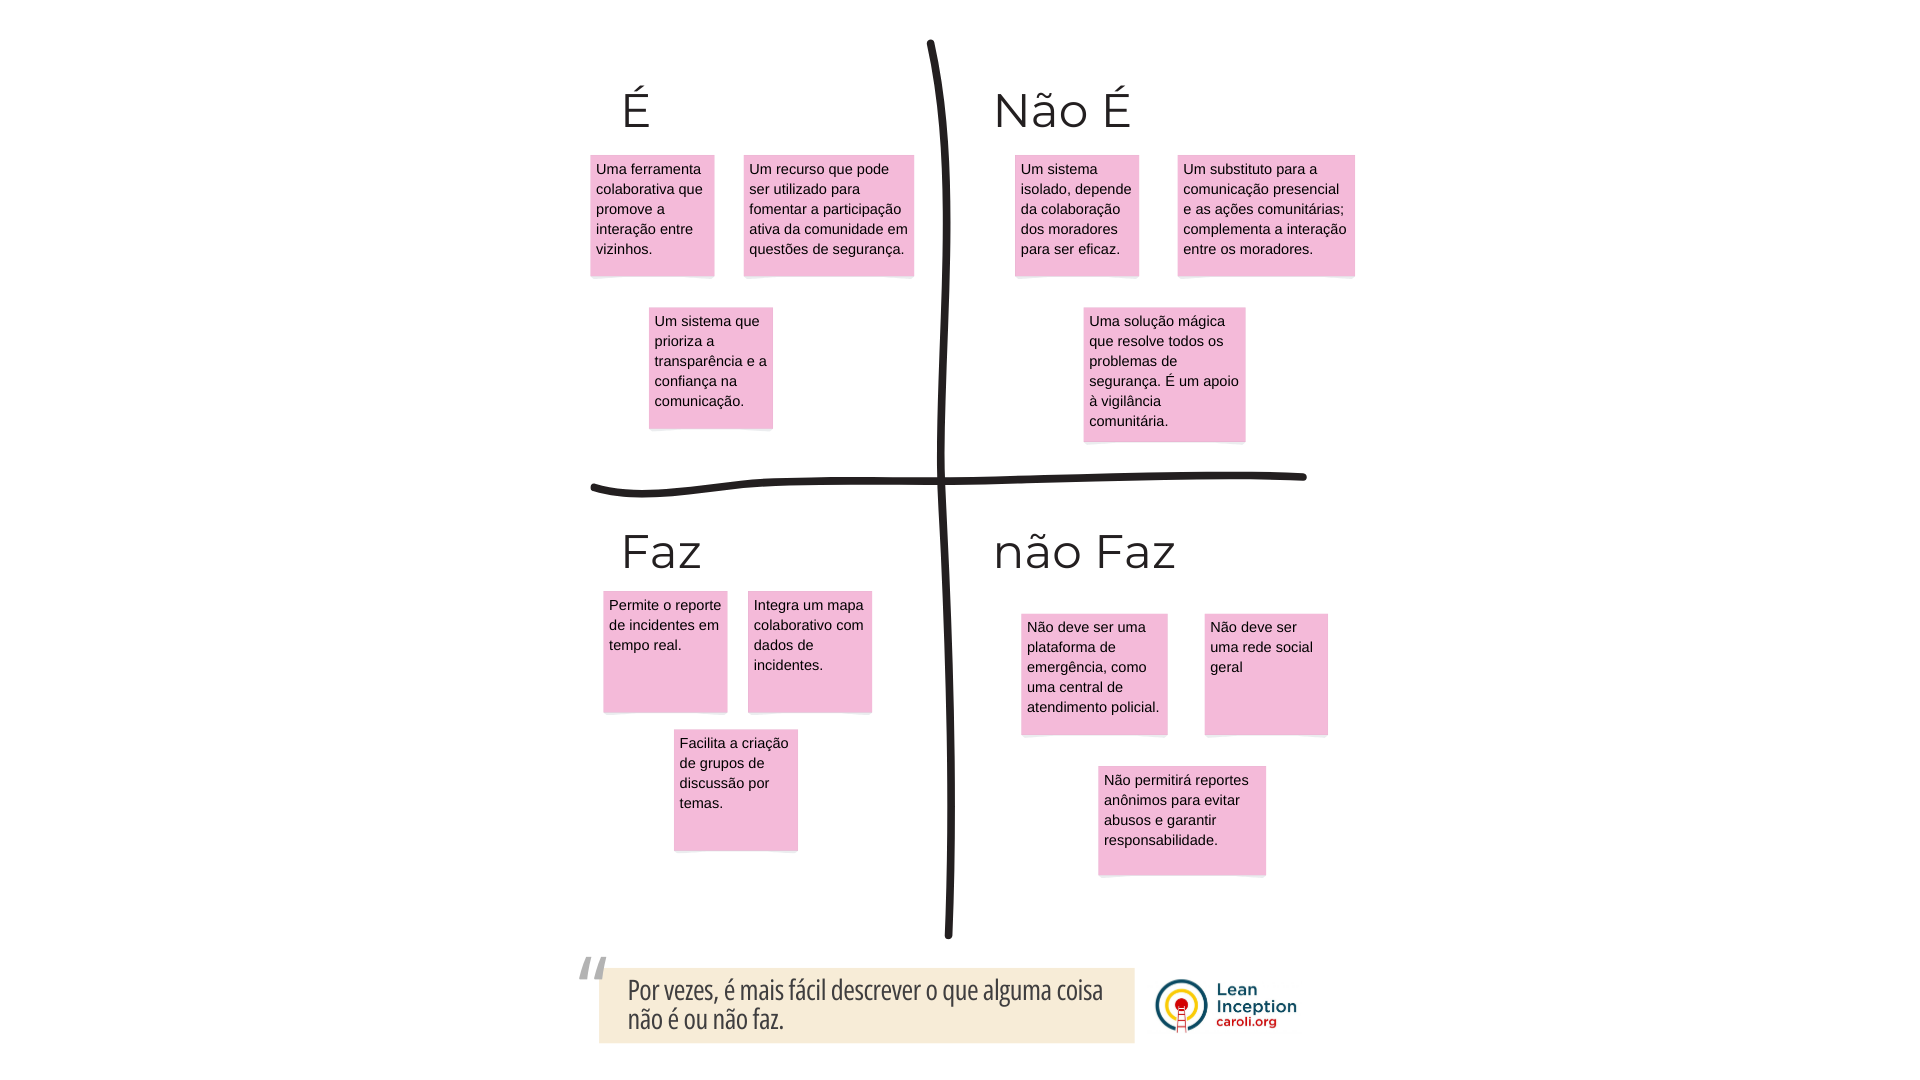 É
Uma ferramenta
colaborativa que
promove a
interação entre
vizinhos.
Um recurso que pode
ser utilizado para
fomentar a participação
ativa da comunidade em
questões de segurança.
Um sistema que
prioriza a
transparência e a
confiança na
comunicação.
Não É
Um sistema
isolado, depende
da colaboração
dos moradores
para ser eficaz.
Um substituto para a
comunicação presencial
e as ações comunitárias;
complementa a interação
entre os moradores.
Uma solução mágica
que resolve todos os
problemas de
segurança. É um apoio
à vigilância
comunitária.
Faz
Permite o reporte
de incidentes em
tempo real.
Integra um mapa
colaborativo com
dados de
incidentes.
Facilita a criação
de grupos de
discussão por
temas.
não Faz
Não deve ser uma
plataforma de
emergência, como
uma central de
atendimento policial.
Não deve ser
uma rede social
geral
Não permitirá reportes
anônimos para evitar
abusos e garantir
responsabilidade.
“
Por vezes, é mais fácil descrever o que alguma coisa
não é ou não faz.
Lean
Inception
caroli.org